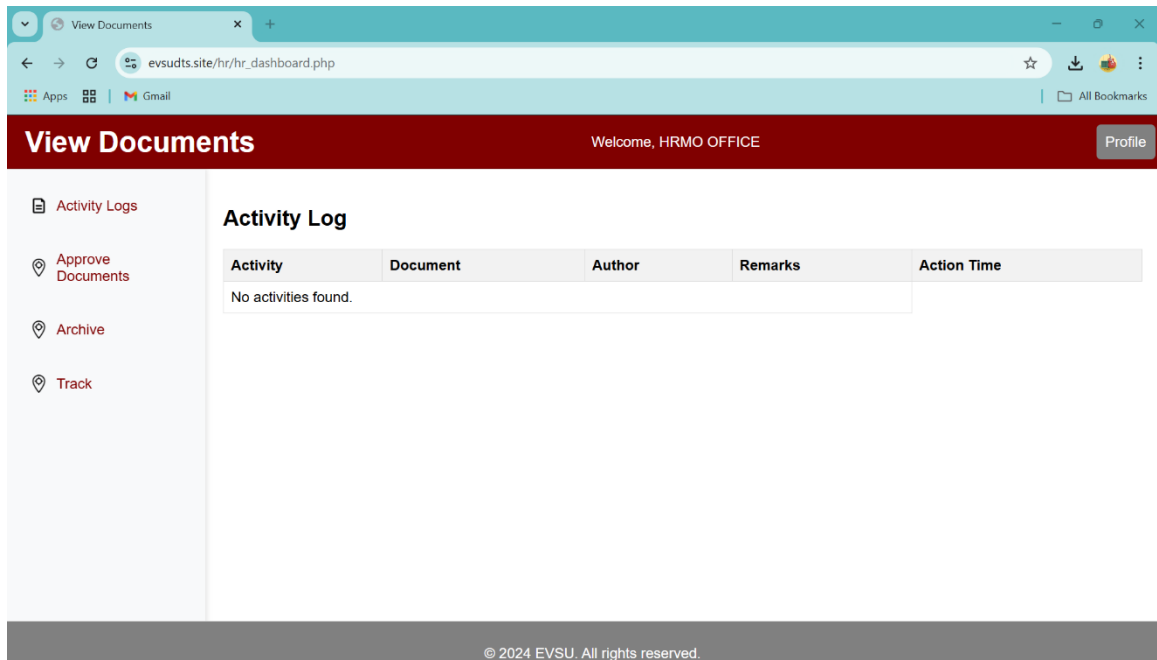 View Documents
evsudts.site/hr/hr_dashboard.php
Apps Gmail All Bookmarks
View Documents Welcome, HRMO OFFICE Profile
Activity Logs
Approve
Documents
Archive
Track
Activity Log
Activity Document Author Remarks Action Time
No activities found.
© 2024 EVSU. All rights reserved.